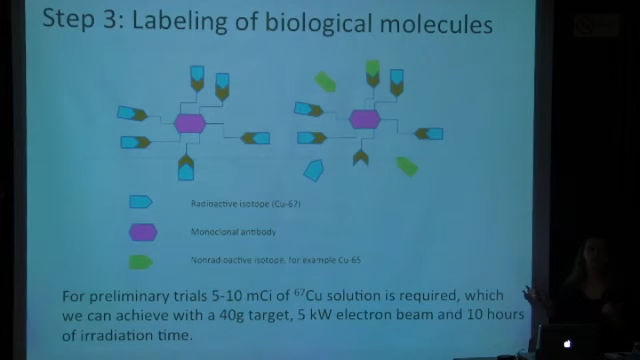 Step 3: Labeling of biological molecules
Radioactive isotope (Cu-67)
Monoclonal antibody
Nonradioactive isotope, for example Cu-65
For preliminary trials 5-10 mCi of ⁶⁷Cu solution is required, which
we can achieve with a 40g target, 5 kW electron beam and 10 hours
of irradiation time.